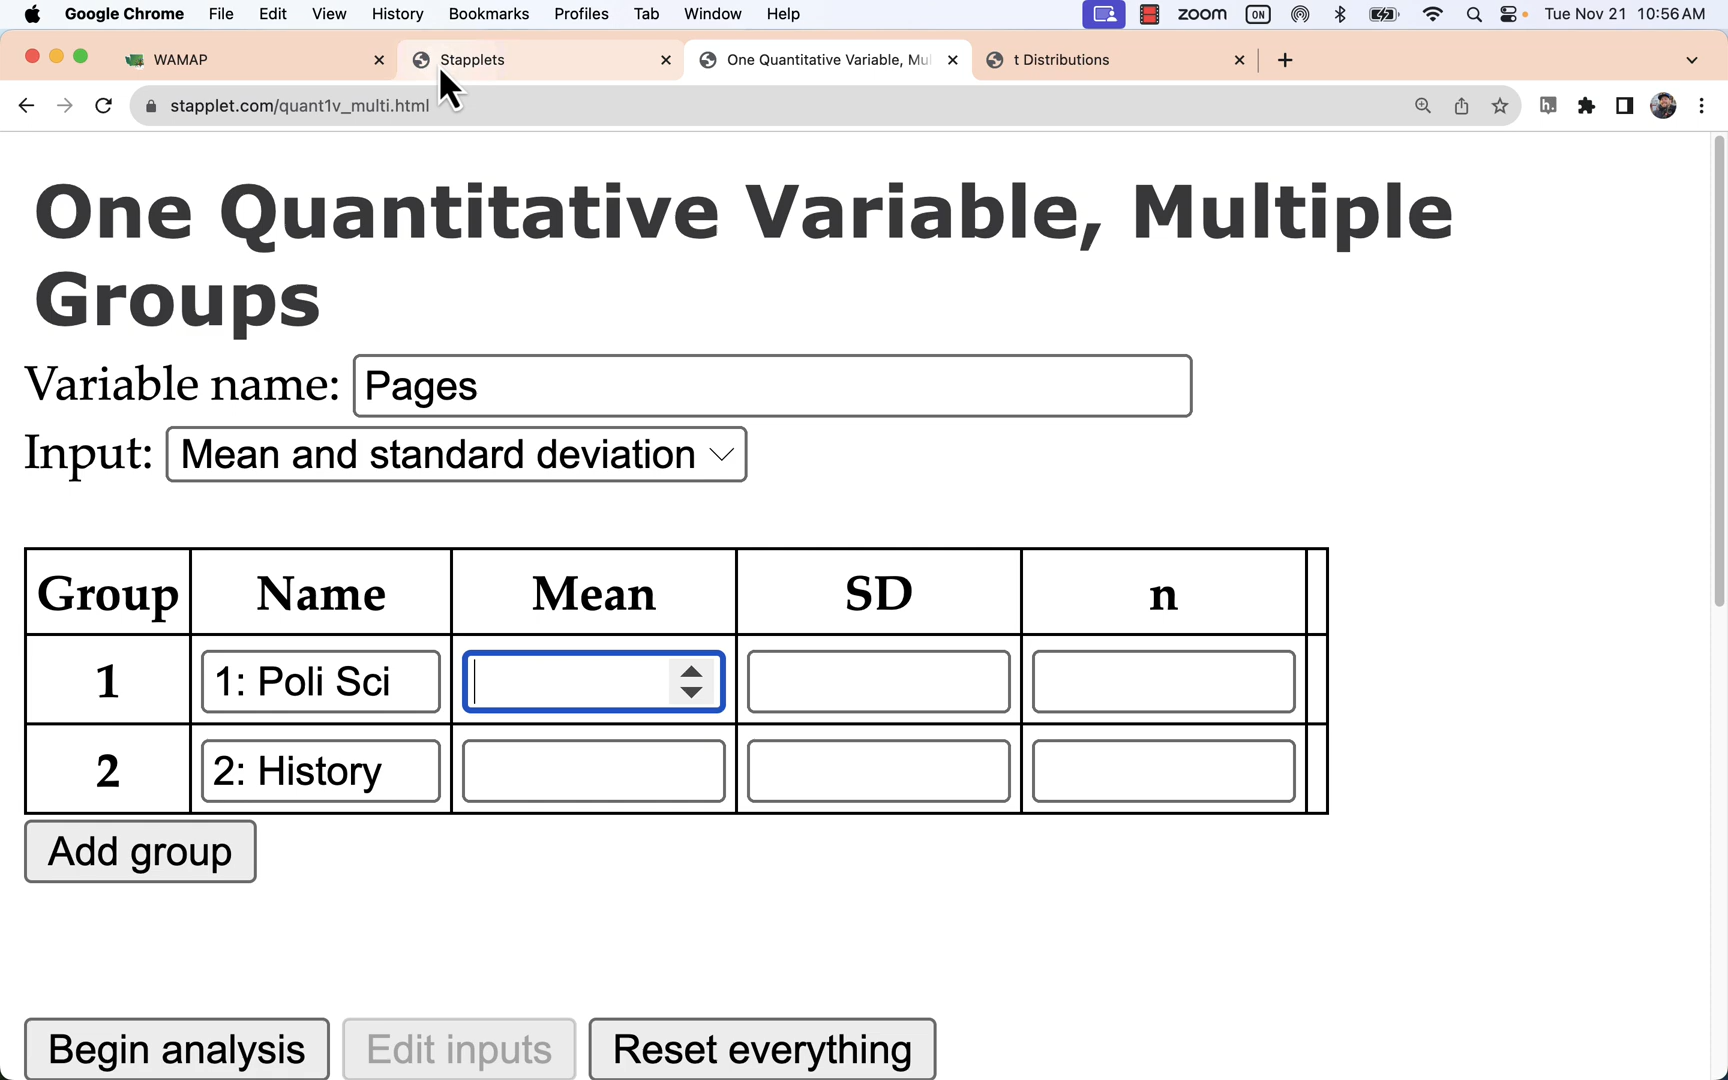 Google Chrome File Edit View History Bookmarks Profiles Tab Window Help zoom ON Tue Nov 21 10:56 AM
WAMAP Stapplets One Quantitative Variable, Mul t Distributions
stapplet.com/quant1v_multi.html h.
One Quantitative Variable, Multiple
Groups
Variable name: Pages
Input: Mean and standard deviation
Group Name Mean SD n
1 1: Poli Sci
2 2: History
Add group
Begin analysis Edit inputs Reset everything